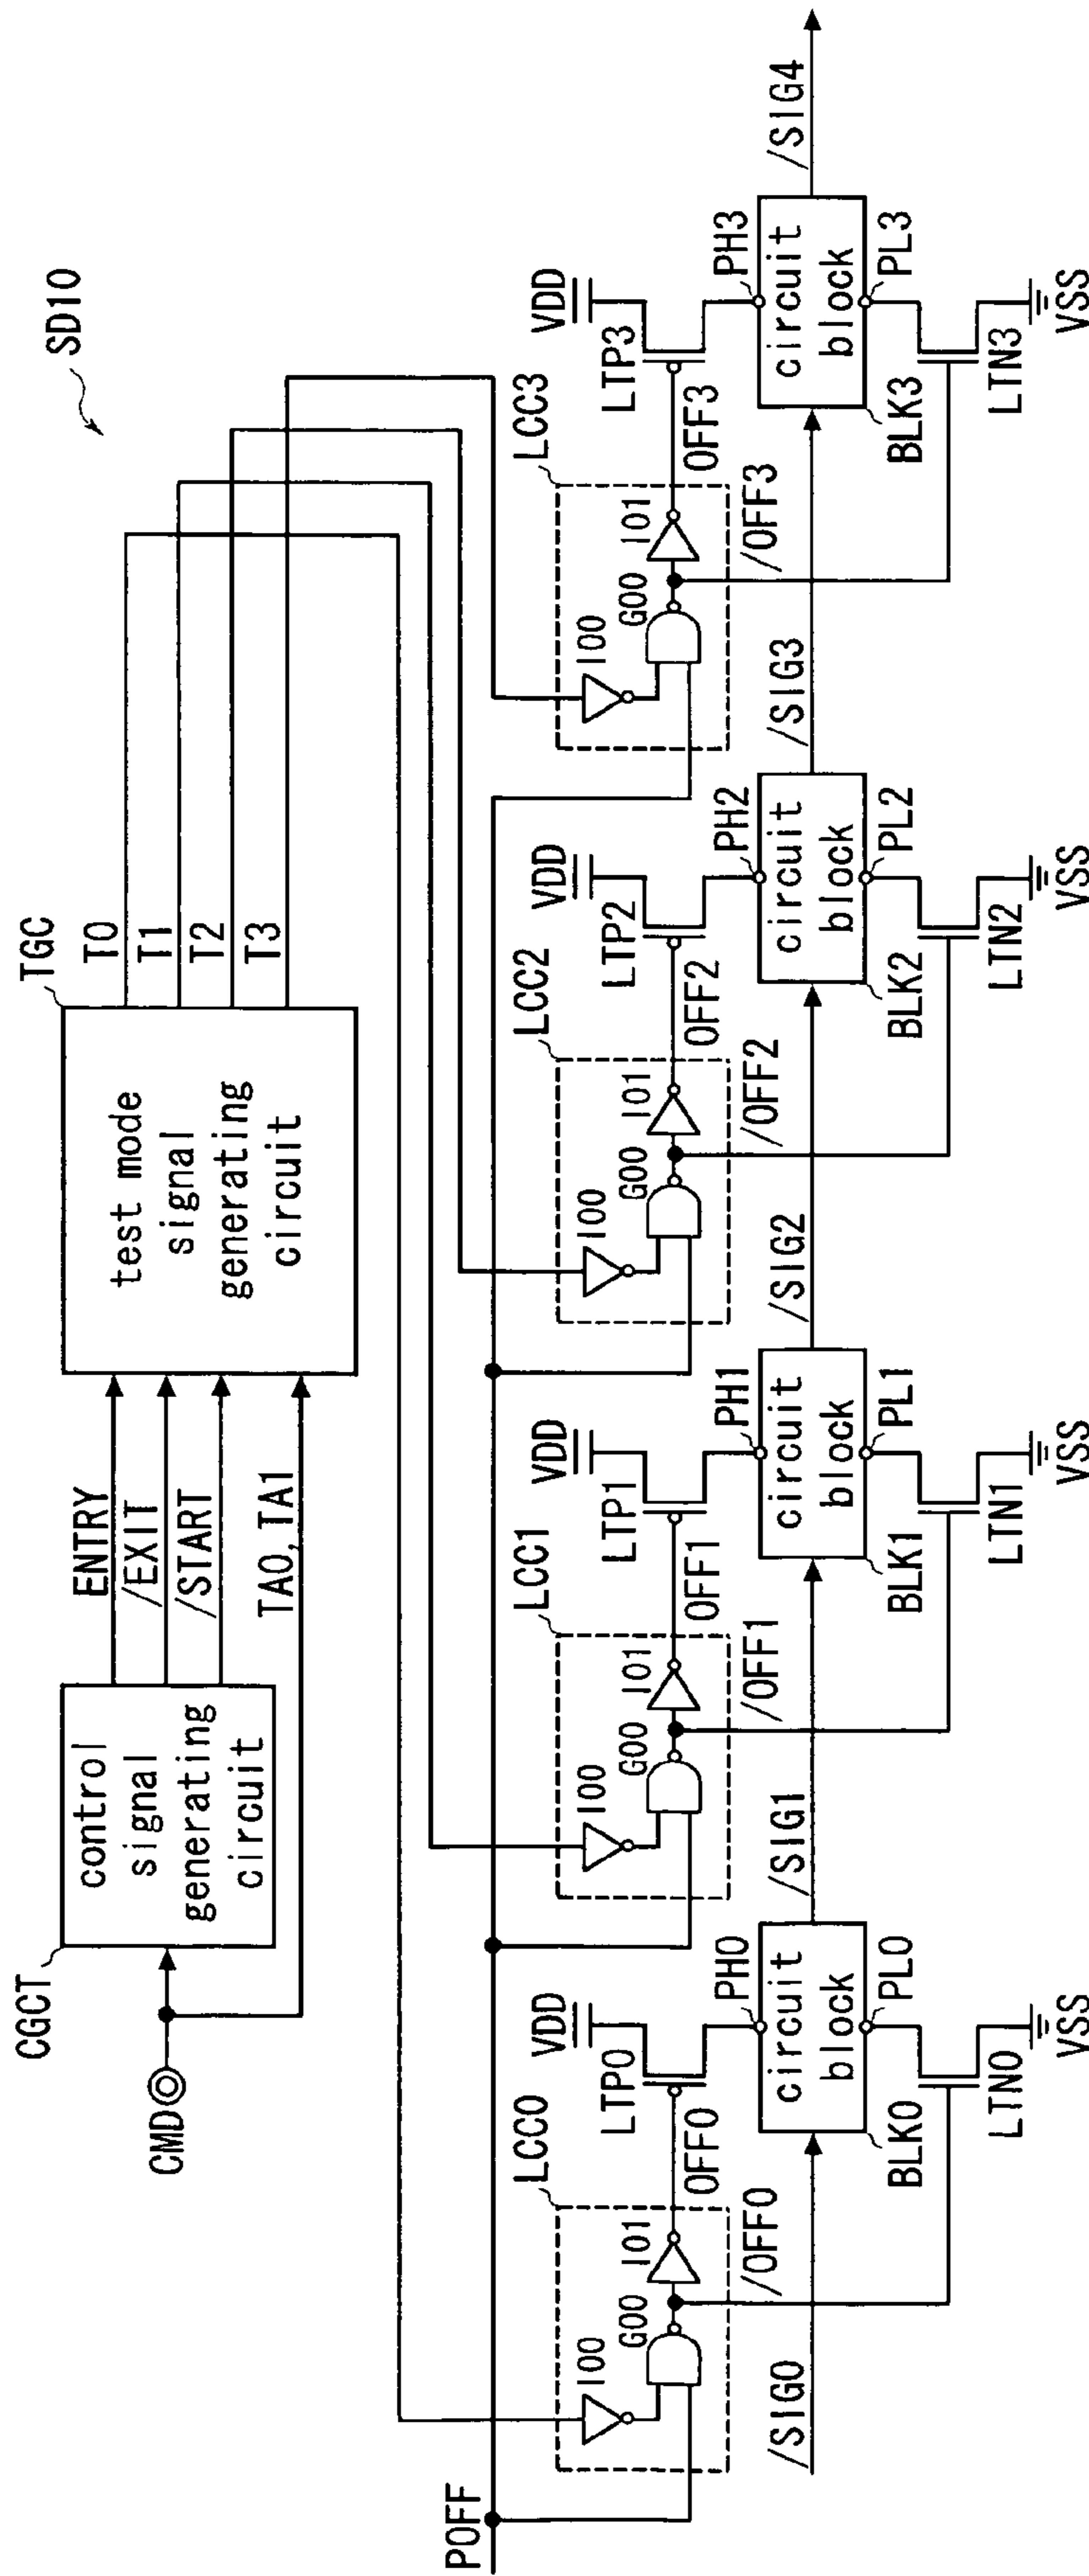 SD10
CGCT
control
signal
generating
circuit
CMD
ENTRY
/EXIT
/START
TA0, TA1
TGC
test mode
signal
generating
circuit
T0
T1
T2
T3
POFF
LCC0
I00
G00
I01
OFF0
/OFF0
VDD
LTP0
PH0
/SIG0
circuit
block
BLK0
PL0
LTN0
VSS
LCC1
I00
G00
I01
OFF1
/OFF1
VDD
LTP1
PH1
/SIG1
circuit
block
BLK1
PL1
LTN1
VSS
LCC2
I00
G00
I01
OFF2
/OFF2
VDD
LTP2
PH2
/SIG2
circuit
block
BLK2
PL2
LTN2
VSS
LCC3
I00
G00
I01
OFF3
/OFF3
VDD
LTP3
PH3
/SIG3
circuit
block
BLK3
PL3
LTN3
VSS
/SIG4